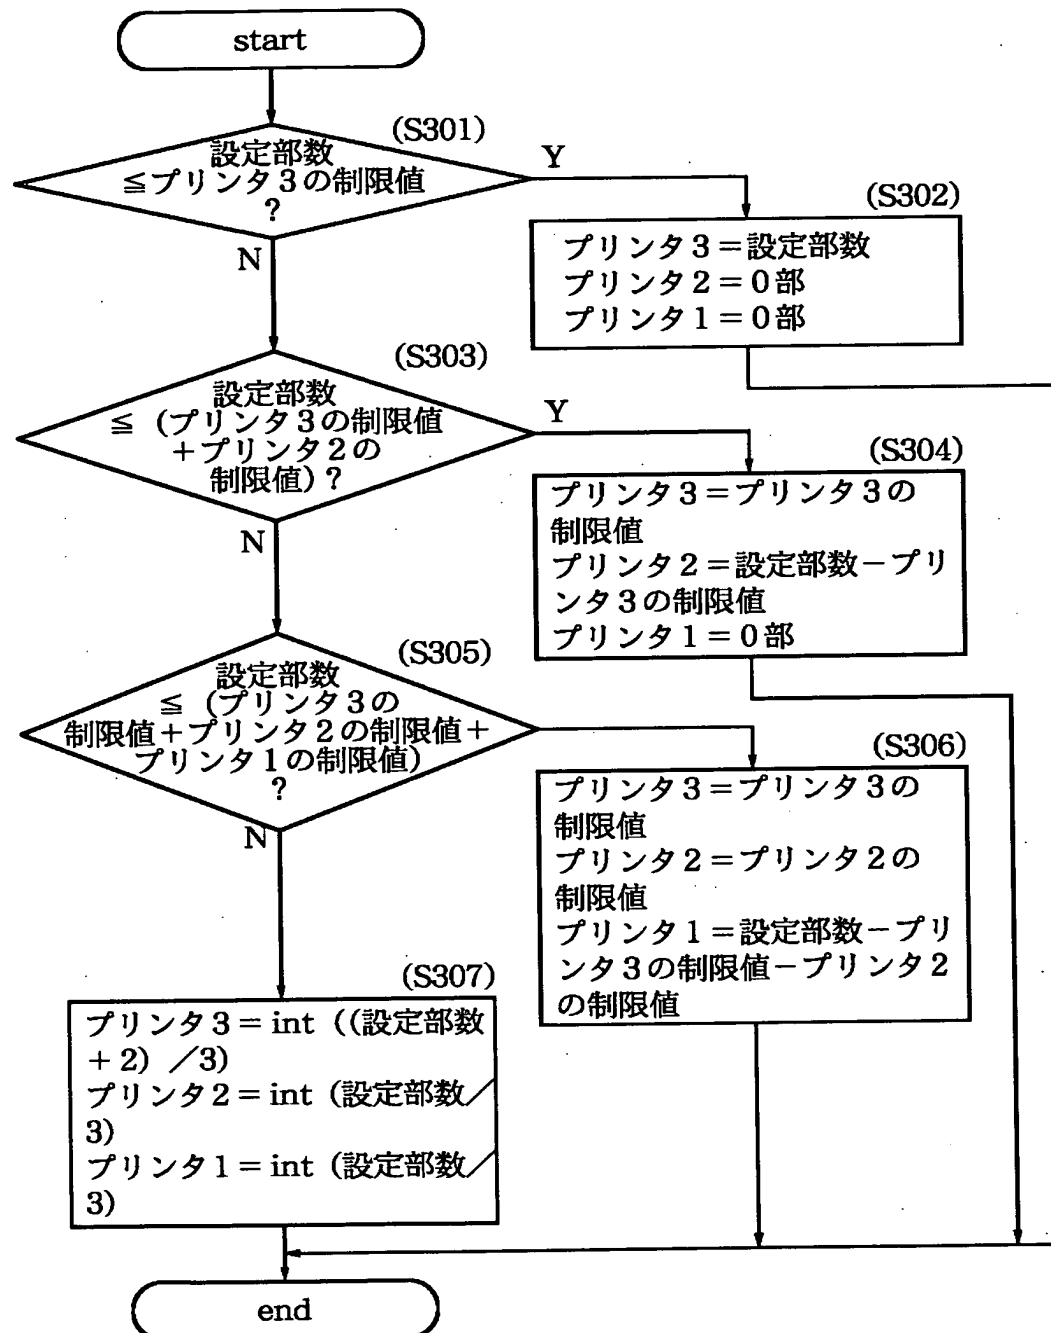 start
(S301)
設定部数
≦プリンタ3の制限値
?
Y
N
(S302)
プリンタ3=設定部数
プリンタ2=0部
プリンタ1=0部
(S303)
設定部数
≦ (プリンタ3の制限値
+プリンタ2の
制限値)?
Y
N
(S304)
プリンタ3=プリンタ3の
制限値
プリンタ2=設定部数-プリ
ンタ3の制限値
プリンタ1=0部
(S305)
設定部数
≦ (プリンタ3の
制限値+プリンタ2の制限値+
プリンタ1の制限値)
?
N
(S306)
プリンタ3=プリンタ3の
制限値
プリンタ2=プリンタ2の
制限値
プリンタ1=設定部数-プリ
ンタ3の制限値-プリンタ2
の制限値
(S307)
プリンタ3=int ((設定部数
+2) /3)
プリンタ2=int (設定部数/
3)
プリンタ1=int (設定部数/
3)
end